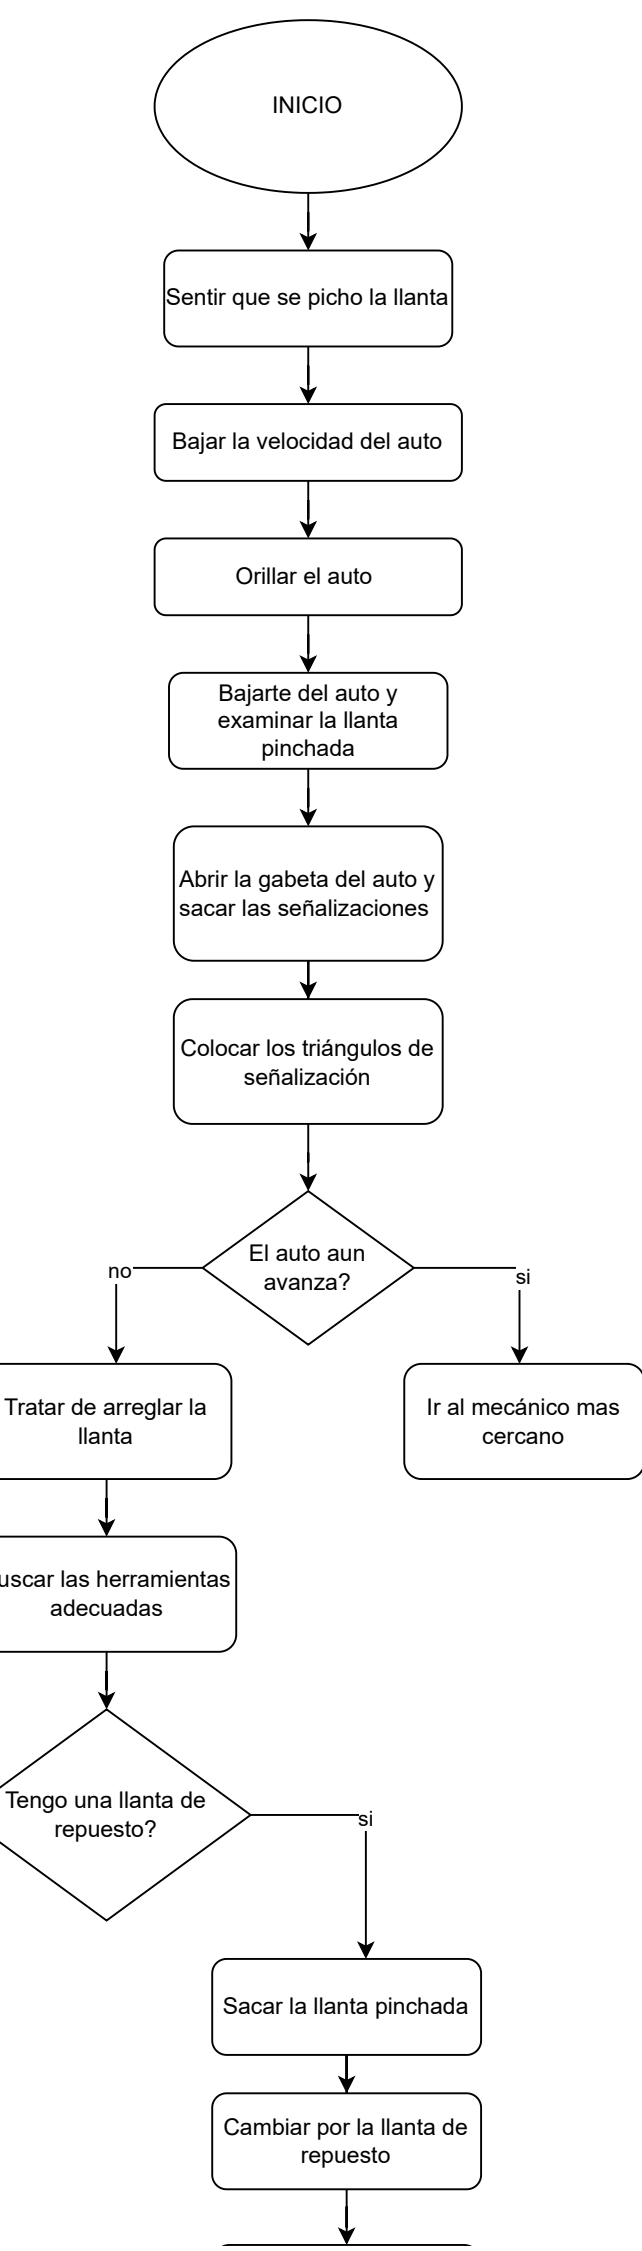 INICIO
Sentir que se picho la llanta
Bajar la velocidad del auto
Orillar el auto
Bajarte del auto y
examinar la llanta
pinchada
Abrir la gabeta del auto y
sacar las señalizaciones
Colocar los triángulos de
señalización
El auto aun
avanza?
no
si
Tratar de arreglar la
llanta
Ir al mecánico mas
cercano
uscar las herramientas
adecuadas
Tengo una llanta de
repuesto?
si
Sacar la llanta pinchada
Cambiar por la llanta de
repuesto